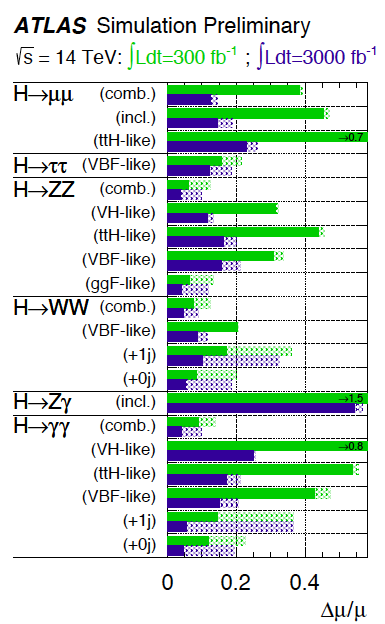 ATLAS Simulation Preliminary
√s = 14 TeV: ∫Ldt=300 fb⁻¹ ; ∫Ldt=3000 fb⁻¹
H→μμ (comb.)
(incl.)
(ttH-like) →0.7
H→ττ (VBF-like)
H→ZZ (comb.)
(VH-like)
(ttH-like)
(VBF-like)
(ggF-like)
H→WW (comb.)
(VBF-like)
(+1j)
(+0j)
H→Zγ (incl.) →1.5
H→γγ (comb.)
(VH-like) →0.8
(ttH-like)
(VBF-like)
(+1j)
(+0j)
0 0.2 0.4
Δμ/μ